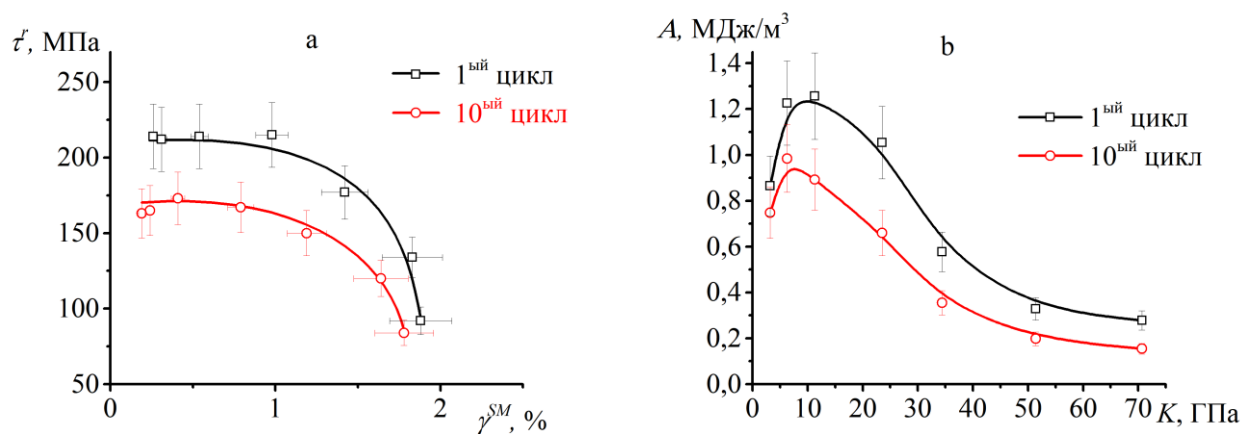 τʳ, МПа
a
250
200
150
100
50
0
1
2
γˢᴹ, %
1ый цикл
10ый цикл
A, МДж/м³
b
1,4
1,2
1,0
0,8
0,6
0,4
0,2
0,0
0 10 20 30 40 50 60 70
K, ГПа
1ый цикл
10ый цикл